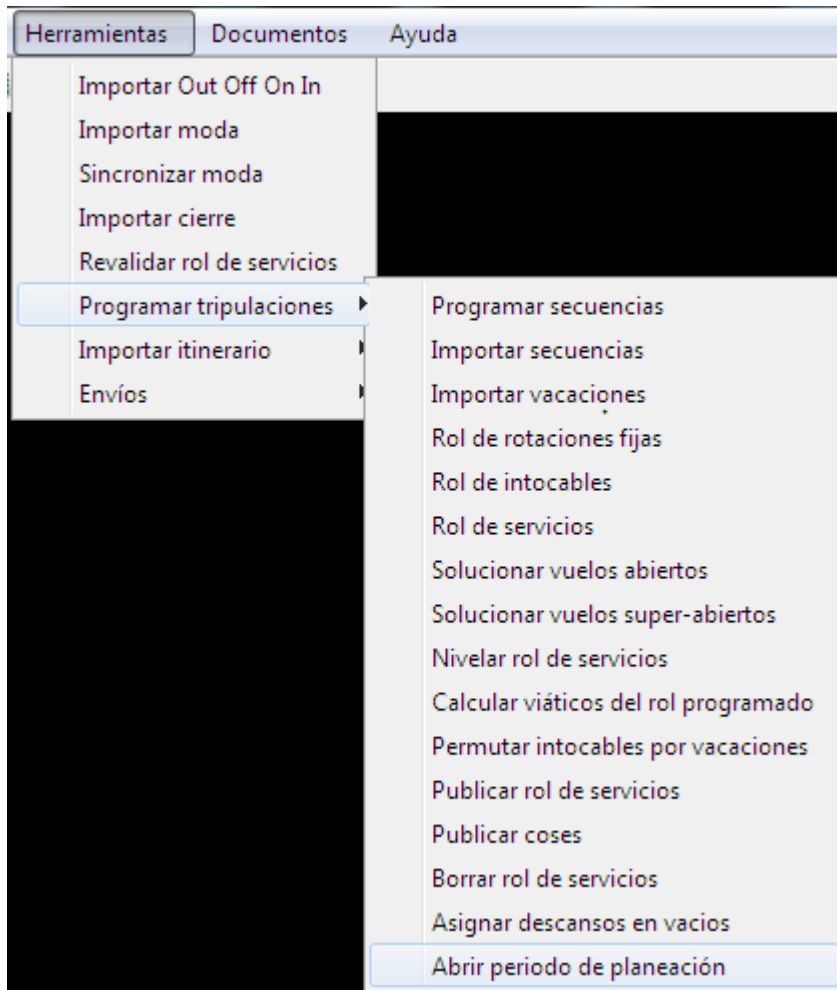 Herramientas Documentos Ayuda
Importar Out Off On In
Importar moda
Sincronizar moda
Importar cierre
Revalidar rol de servicios
Programar tripulaciones
Importar itinerario
Envíos
Programar secuencias
Importar secuencias
Importar vacaciones
Rol de rotaciones fijas
Rol de intocables
Rol de servicios
Solucionar vuelos abiertos
Solucionar vuelos super-abiertos
Nivelar rol de servicios
Calcular viáticos del rol programado
Permutar intocables por vacaciones
Publicar rol de servicios
Publicar coses
Borrar rol de servicios
Asignar descansos en vacios
Abrir periodo de planeación